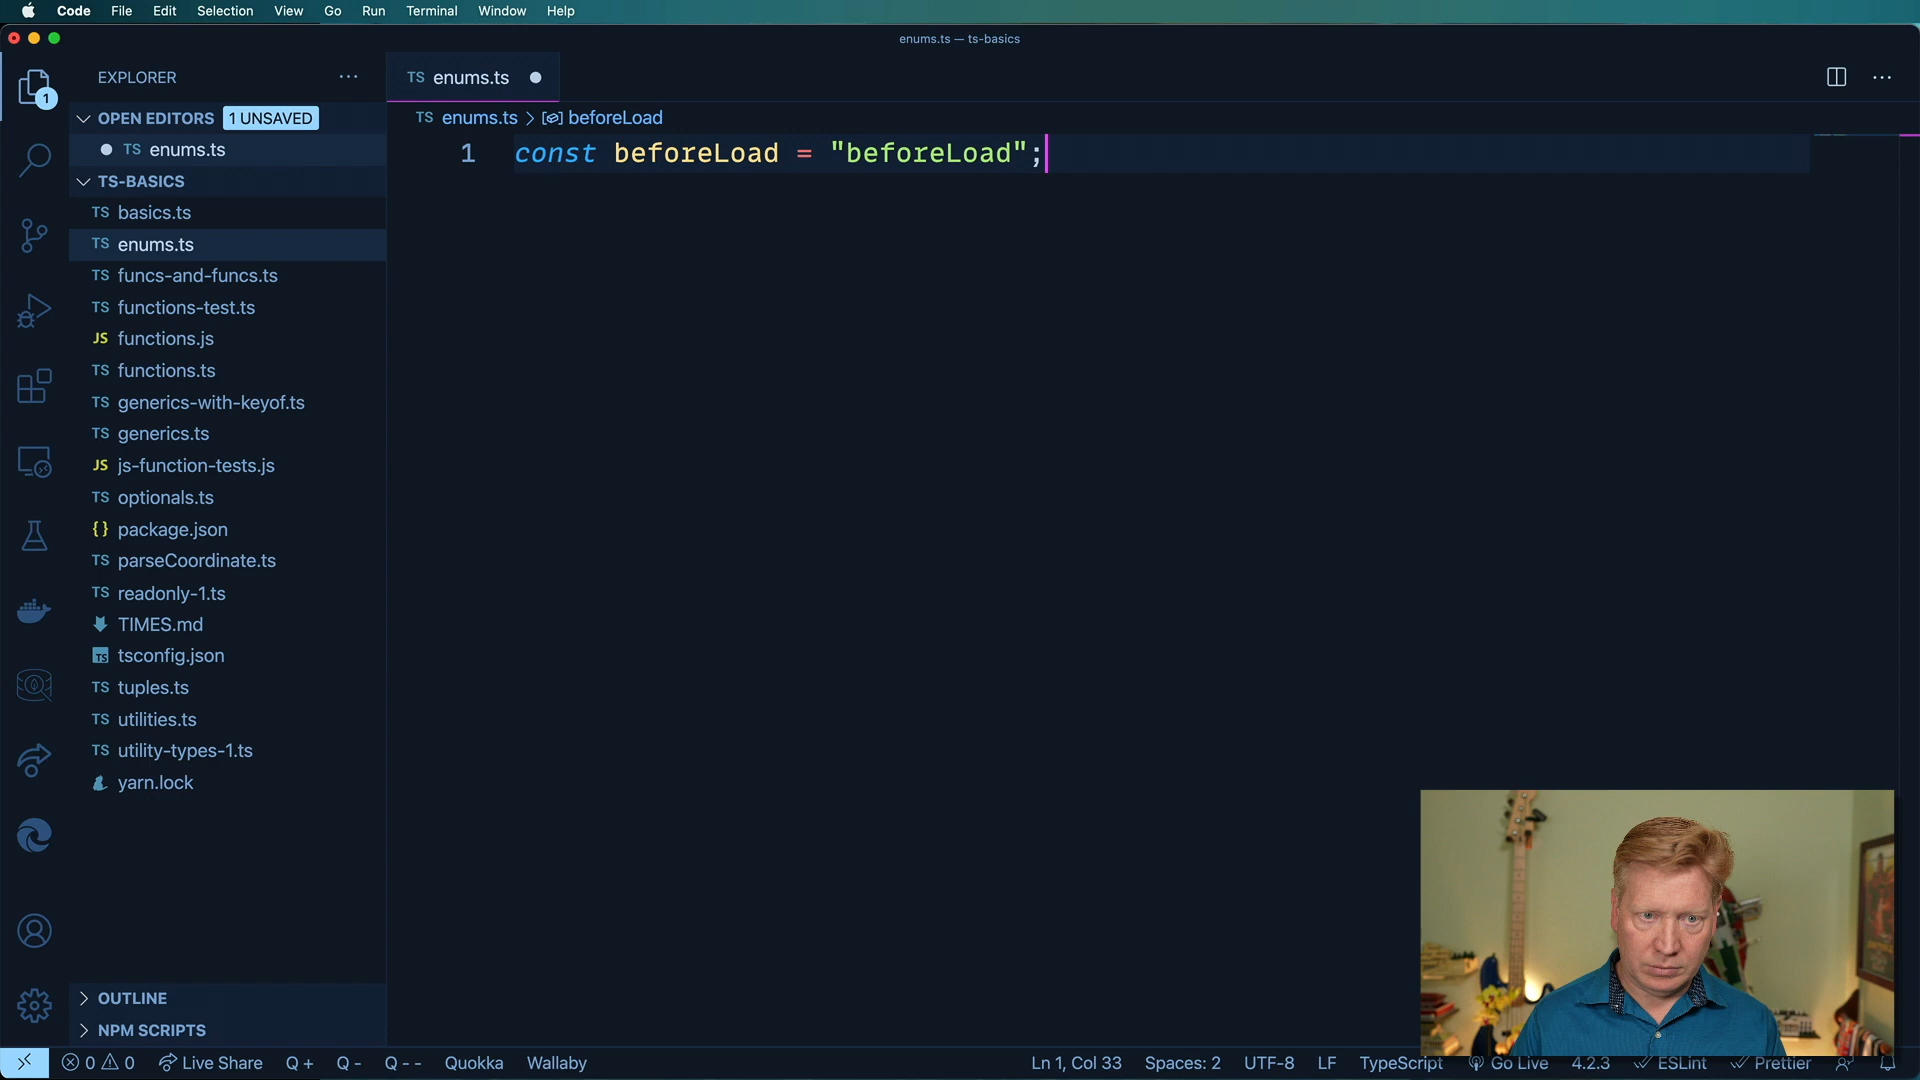 Code File Edit Selection View Go Run Terminal Window Help
enums.ts — ts-basics
EXPLORER
1
OPEN EDITORS 1 UNSAVED
TS enums.ts
TS-BASICS
TS basics.ts
TS enums.ts
TS funcs-and-funcs.ts
TS functions-test.ts
JS functions.js
TS functions.ts
TS generics-with-keyof.ts
TS generics.ts
JS js-function-tests.js
TS optionals.ts
{} package.json
TS parseCoordinate.ts
TS readonly-1.ts
TIMES.md
TS tsconfig.json
TS tuples.ts
TS utilities.ts
TS utility-types-1.ts
yarn.lock
OUTLINE
NPM SCRIPTS
TS enums.ts
TS enums.ts > beforeLoad
1 const beforeLoad = "beforeLoad";
0 0 Live Share Q + Q - Q - - Quokka Wallaby Ln 1, Col 33 Spaces: 2 UTF-8 LF TypeScript Go Live 4.2.3 ESLint Prettier